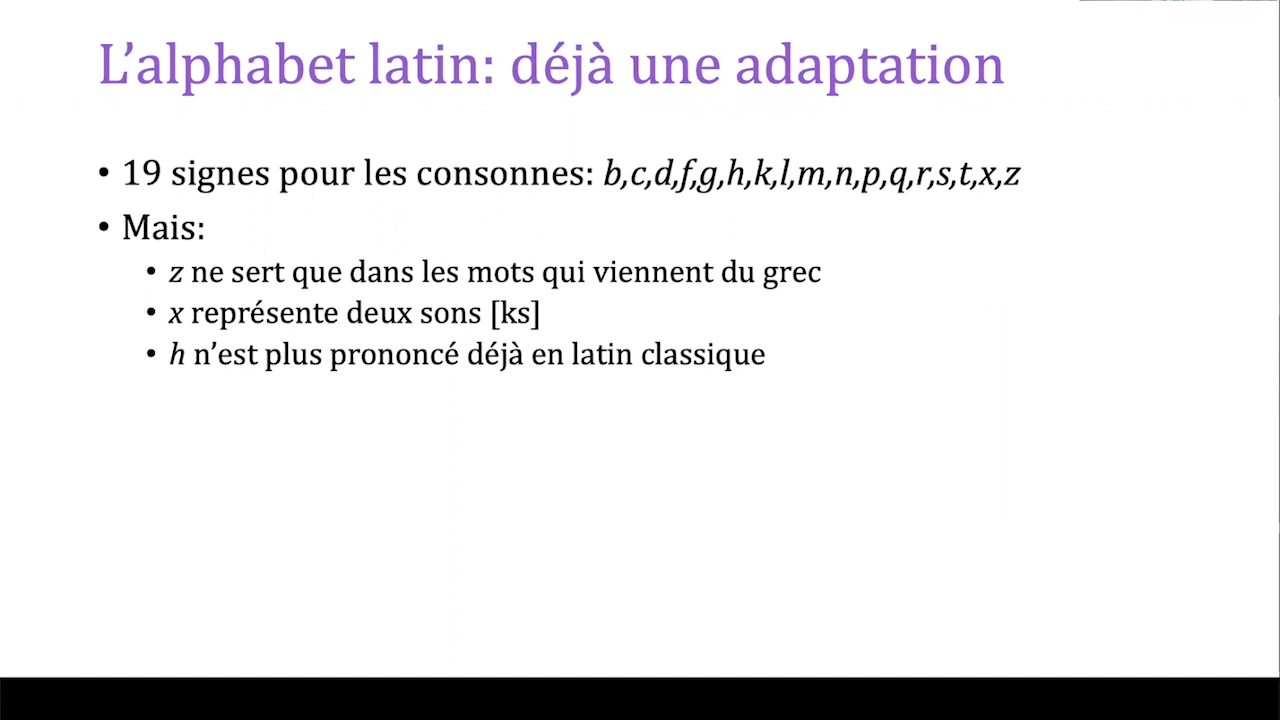 L’alphabet latin: déjà une adaptation
• 19 signes pour les consonnes: b,c,d,f,g,h,k,l,m,n,p,q,r,s,t,x,z
• Mais:
• z ne sert que dans les mots qui viennent du grec
• x représente deux sons [ks]
• h n’est plus prononcé déjà en latin classique